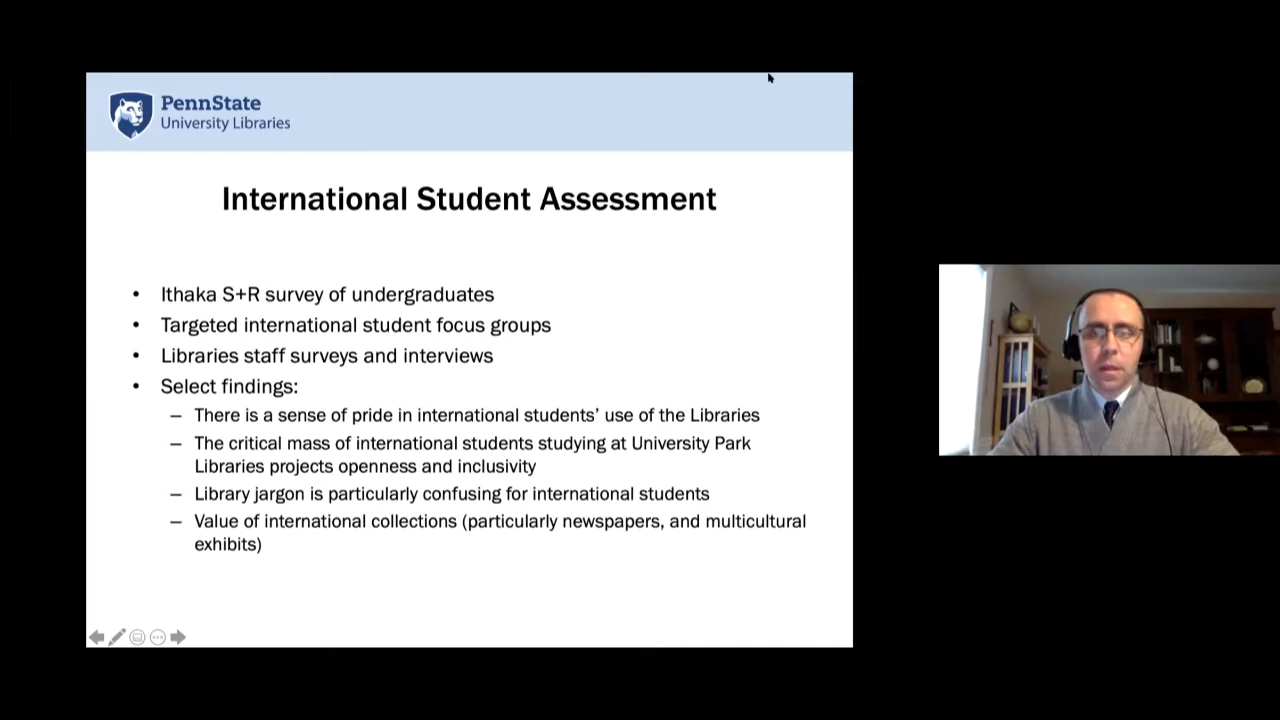 PennState
University Libraries
International Student Assessment
• Ithaka S+R survey of undergraduates
• Targeted international student focus groups
• Libraries staff surveys and interviews
• Select findings:
– There is a sense of pride in international students’ use of the Libraries
– The critical mass of international students studying at University Park
Libraries projects openness and inclusivity
– Library jargon is particularly confusing for international students
– Value of international collections (particularly newspapers, and multicultural
exhibits)